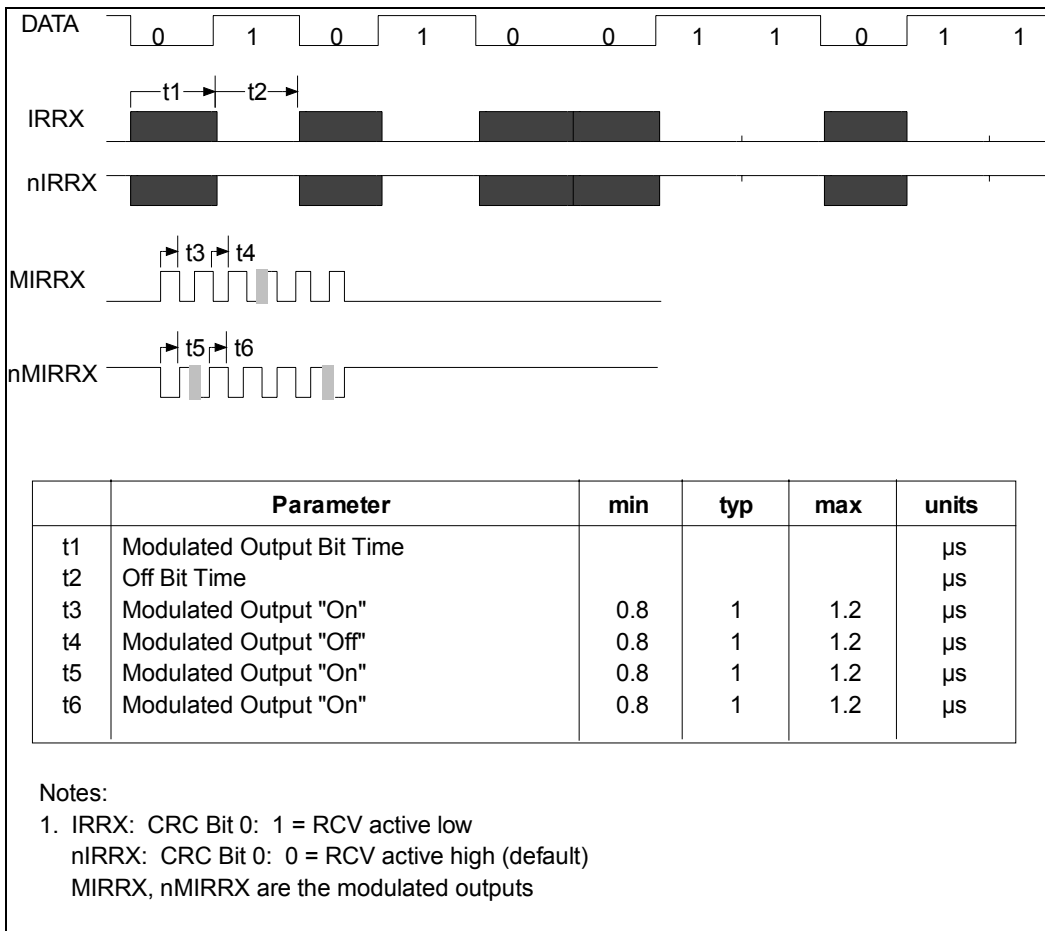 DATA 0 1 0 1 0 0 1 1 0 1 1
t1 t2
IRRX
nIRRX
t3 t4
MIRRX
t5 t6
nMIRRX
Parameter min typ max units
t1 Modulated Output Bit Time µs
t2 Off Bit Time µs
t3 Modulated Output "On" 0.8 1 1.2 µs
t4 Modulated Output "Off" 0.8 1 1.2 µs
t5 Modulated Output "On" 0.8 1 1.2 µs
t6 Modulated Output "On" 0.8 1 1.2 µs
Notes:
1. IRRX: CRC Bit 0: 1 = RCV active low
nIRRX: CRC Bit 0: 0 = RCV active high (default)
MIRRX, nMIRRX are the modulated outputs